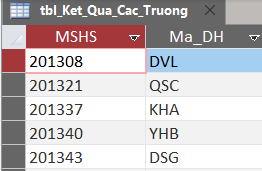 tbl_Ket_Qua_Cac_Truong
MSHS Ma_DH
201308 DVL
201321 QSC
201337 KHA
201340 YHB
201343 DSG